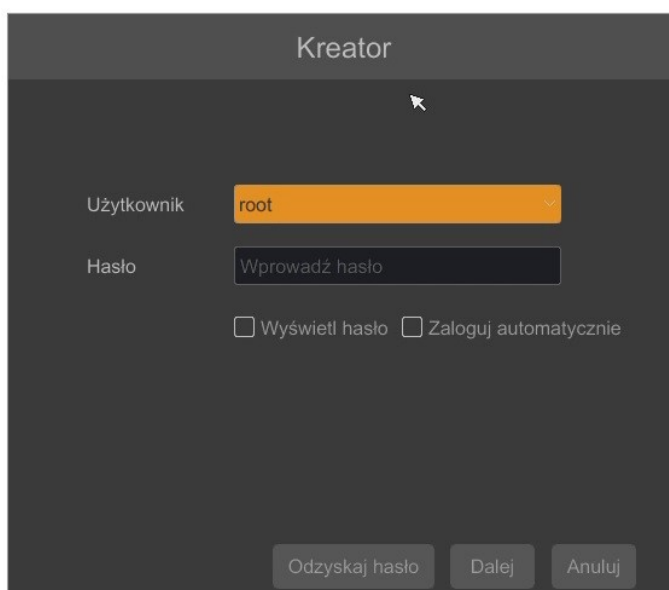 Kreator
Użytkownik root
Hasło Wprowadź hasło
Wyświetl hasło Zaloguj automatycznie
Odzyskaj hasło Dalej Anuluj